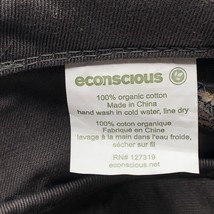 econscious
100% organic cotton
Made in China
hand wash in cold water, line dry
100% coton organique
Fabriqué en Chine
lavage à la main dans l'eau froide,
sécher sur fil
RN# 127319
econscious.net